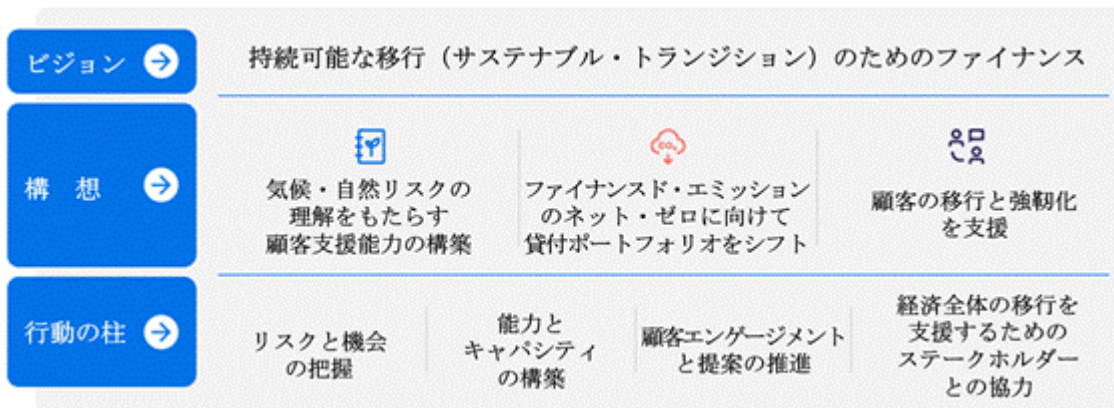 ビジョン
持続可能な移行（サステナブル・トランジション）のためのファイナンス
構 想
気候・自然リスクの
理解をもたらす
顧客支援能力の構築
CO₂
ファイナンスド・エミッション
のネット・ゼロに向けて
貸付ポートフォリオをシフト
顧客の移行と強靭化
を支援
行動の柱
リスクと機会
の把握
能力と
キャパシティ
の構築
顧客エンゲージメント
と提案の推進
経済全体の移行を
支援するための
ステークホルダー
との協力